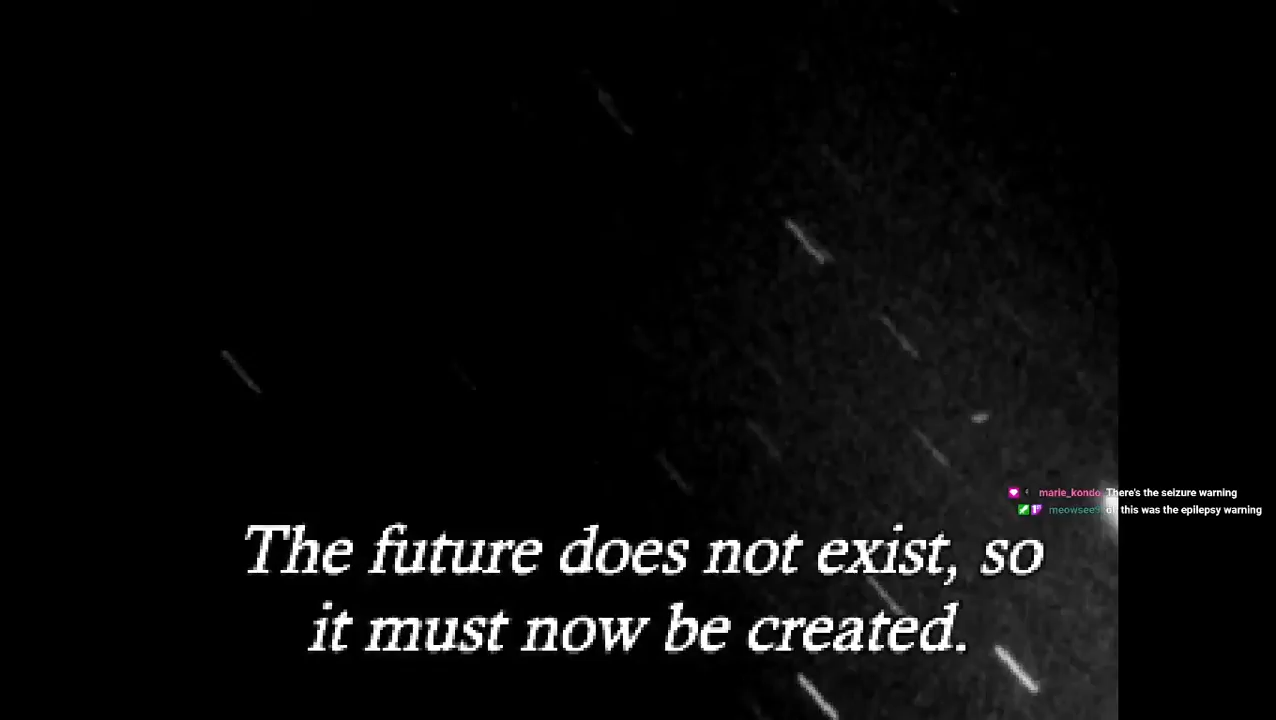 marie_kondo: There's the seizure warning
this was the epilepsy warning
The future does not exist, so
it must now be created.